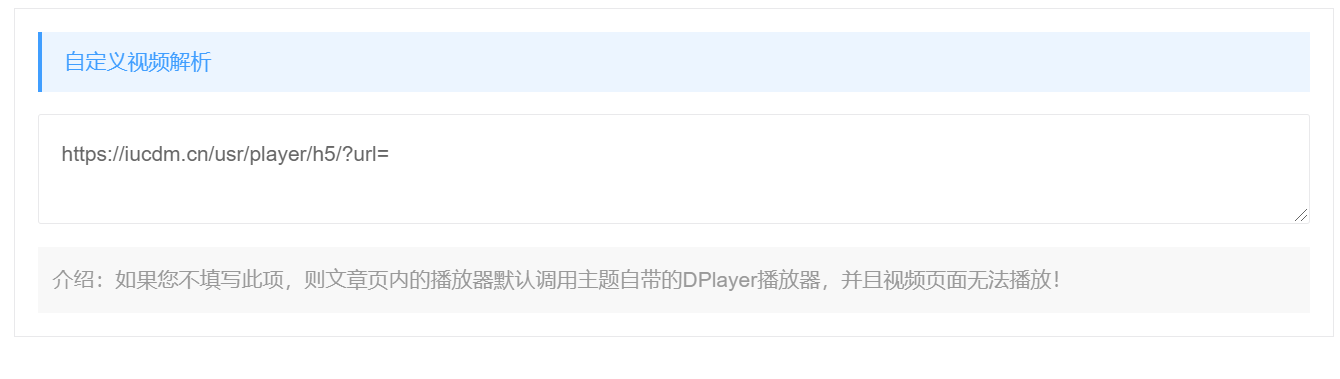 自定义视频解析
https://iucdm.cn/usr/player/h5/?url=
介绍：如果您不填写此项，则文章页内的播放器默认调用主题自带的DPlayer播放器，并且视频页面无法播放！